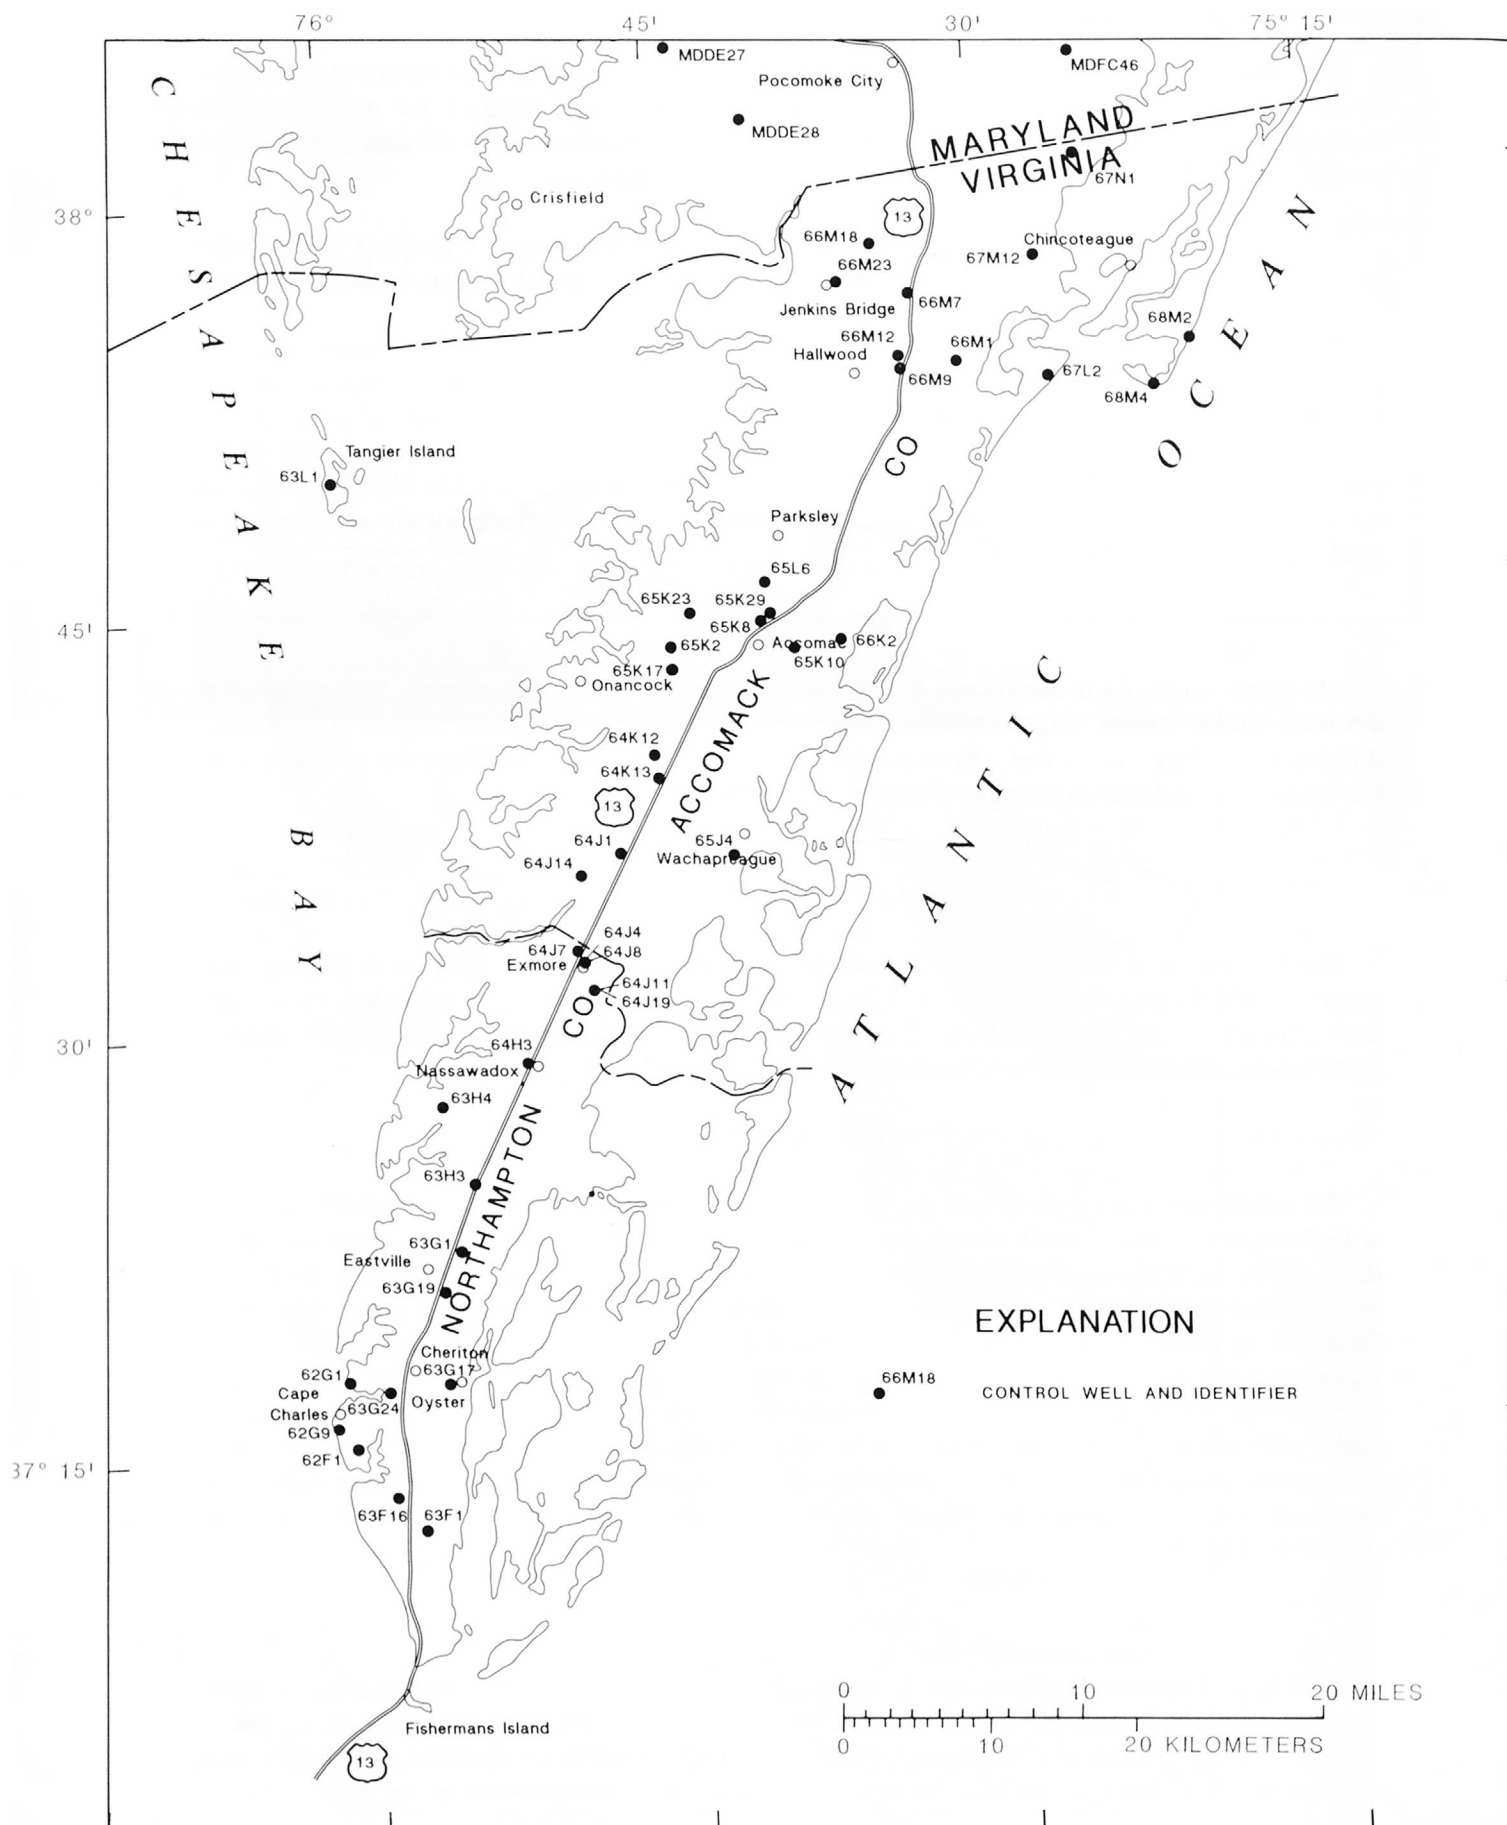 76°
45'
30'
75° 15'
MDDE27
MDFC46
Pocomoke City
MDDE28
MARYLAND
VIRGINIA
67N1
Crisfield
38°
13
66M18
Chincoteague
67M12
66M23
66M7
Jenkins Bridge
68M2
66M12
66M1
Hallwood
67L2
66M9
68M4
CO
Tangier Island
63L1
Parksley
65L6
65K23
65K29
65K8
45'
65K2
Accomac
66K2
65K10
65K17
Onancock
ACCOMACK
64K12
64K13
13
64J1
65J4
Wachapreague
64J14
64J4
64J7
64J8
Exmore
64J11
64J19
CO
64H3
30'
Nassawadox
63H4
NORTHAMPTON
63H3
63G1
Eastville
63G19
Cheriton
63G17
62G1
Cape
Charles
63G24
Oyster
62G9
62F1
37° 15'
63F16
63F1
Fishermans Island
13
CHESAPEAKE BAY
ATLANTIC OCEAN
EXPLANATION
66M18
CONTROL WELL AND IDENTIFIER
0 10 20 MILES
0 10 20 KILOMETERS